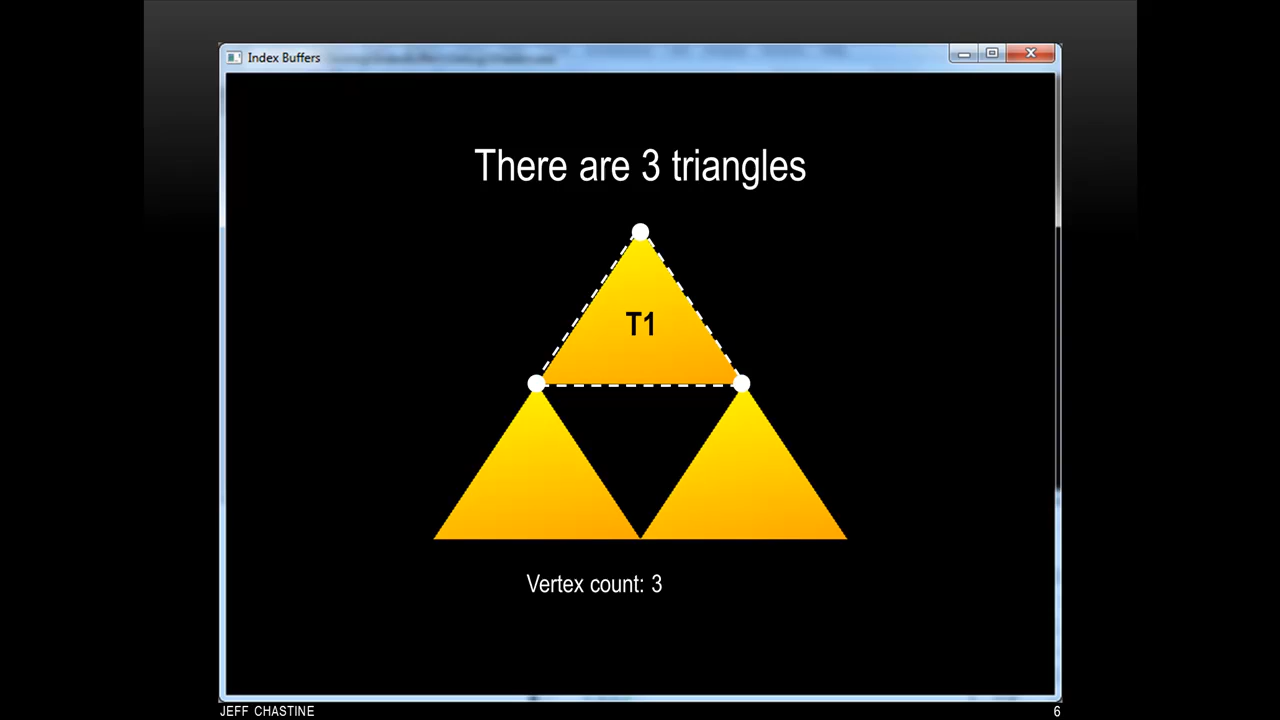 Index Buffers
There are 3 triangles
T1
Vertex count: 3
JEFF CHASTINE
6